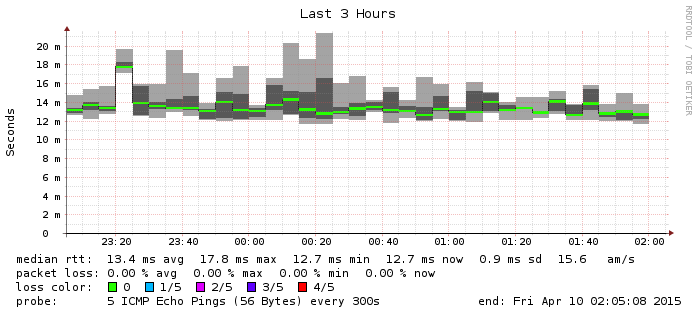 Last 3 Hours
RRDTOOL / TOBI OETIKER
Seconds
20 m
18 m
16 m
14 m
12 m
10 m
8 m
6 m
4 m
2 m
0
23:20 23:40 00:00 00:20 00:40 01:00 01:20 01:40 02:00
median rtt: 13.4 ms avg 17.8 ms max 12.7 ms min 12.7 ms now 0.9 ms sd 15.6 am/s
packet loss: 0.00 % avg 0.00 % max 0.00 % min 0.00 % now
loss color: 0 1/5 2/5 3/5 4/5
probe: 5 ICMP Echo Pings (56 Bytes) every 300s end: Fri Apr 10 02:05:08 2015